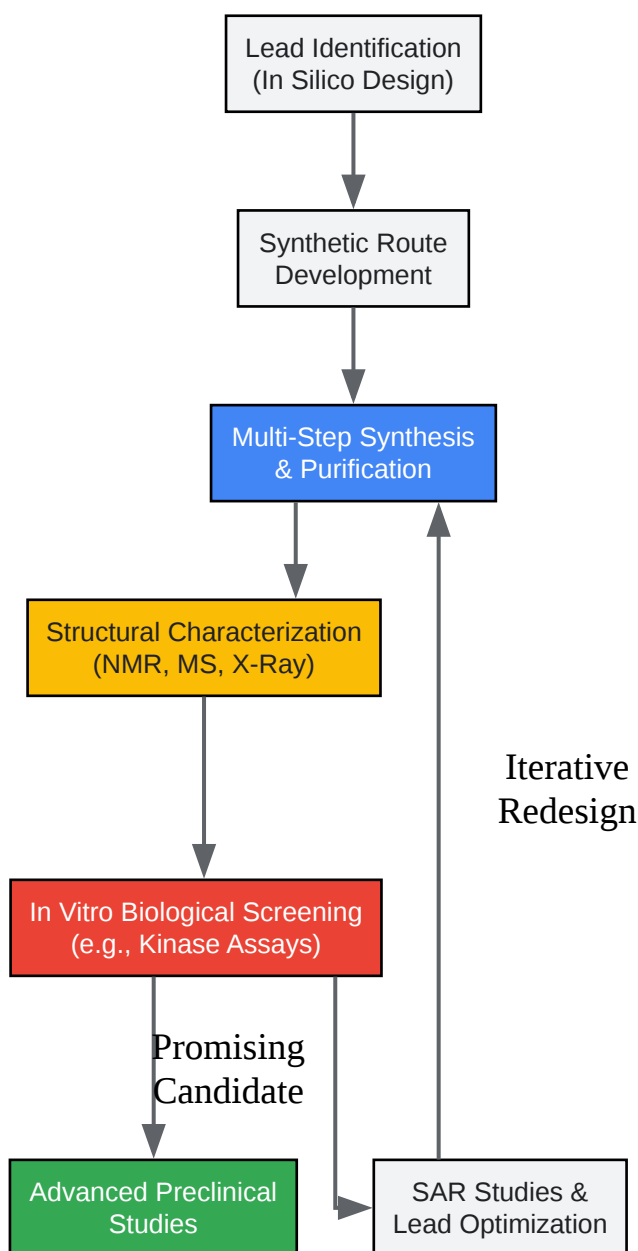 Lead Identification
(In Silico Design)
Synthetic Route
Development
Multi-Step Synthesis
& Purification
Structural Characterization
(NMR, MS, X-Ray)
Iterative
Redesign
In Vitro Biological Screening
(e.g., Kinase Assays)
Promising
Candidate
Advanced Preclinical
Studies
SAR Studies &
Lead Optimization